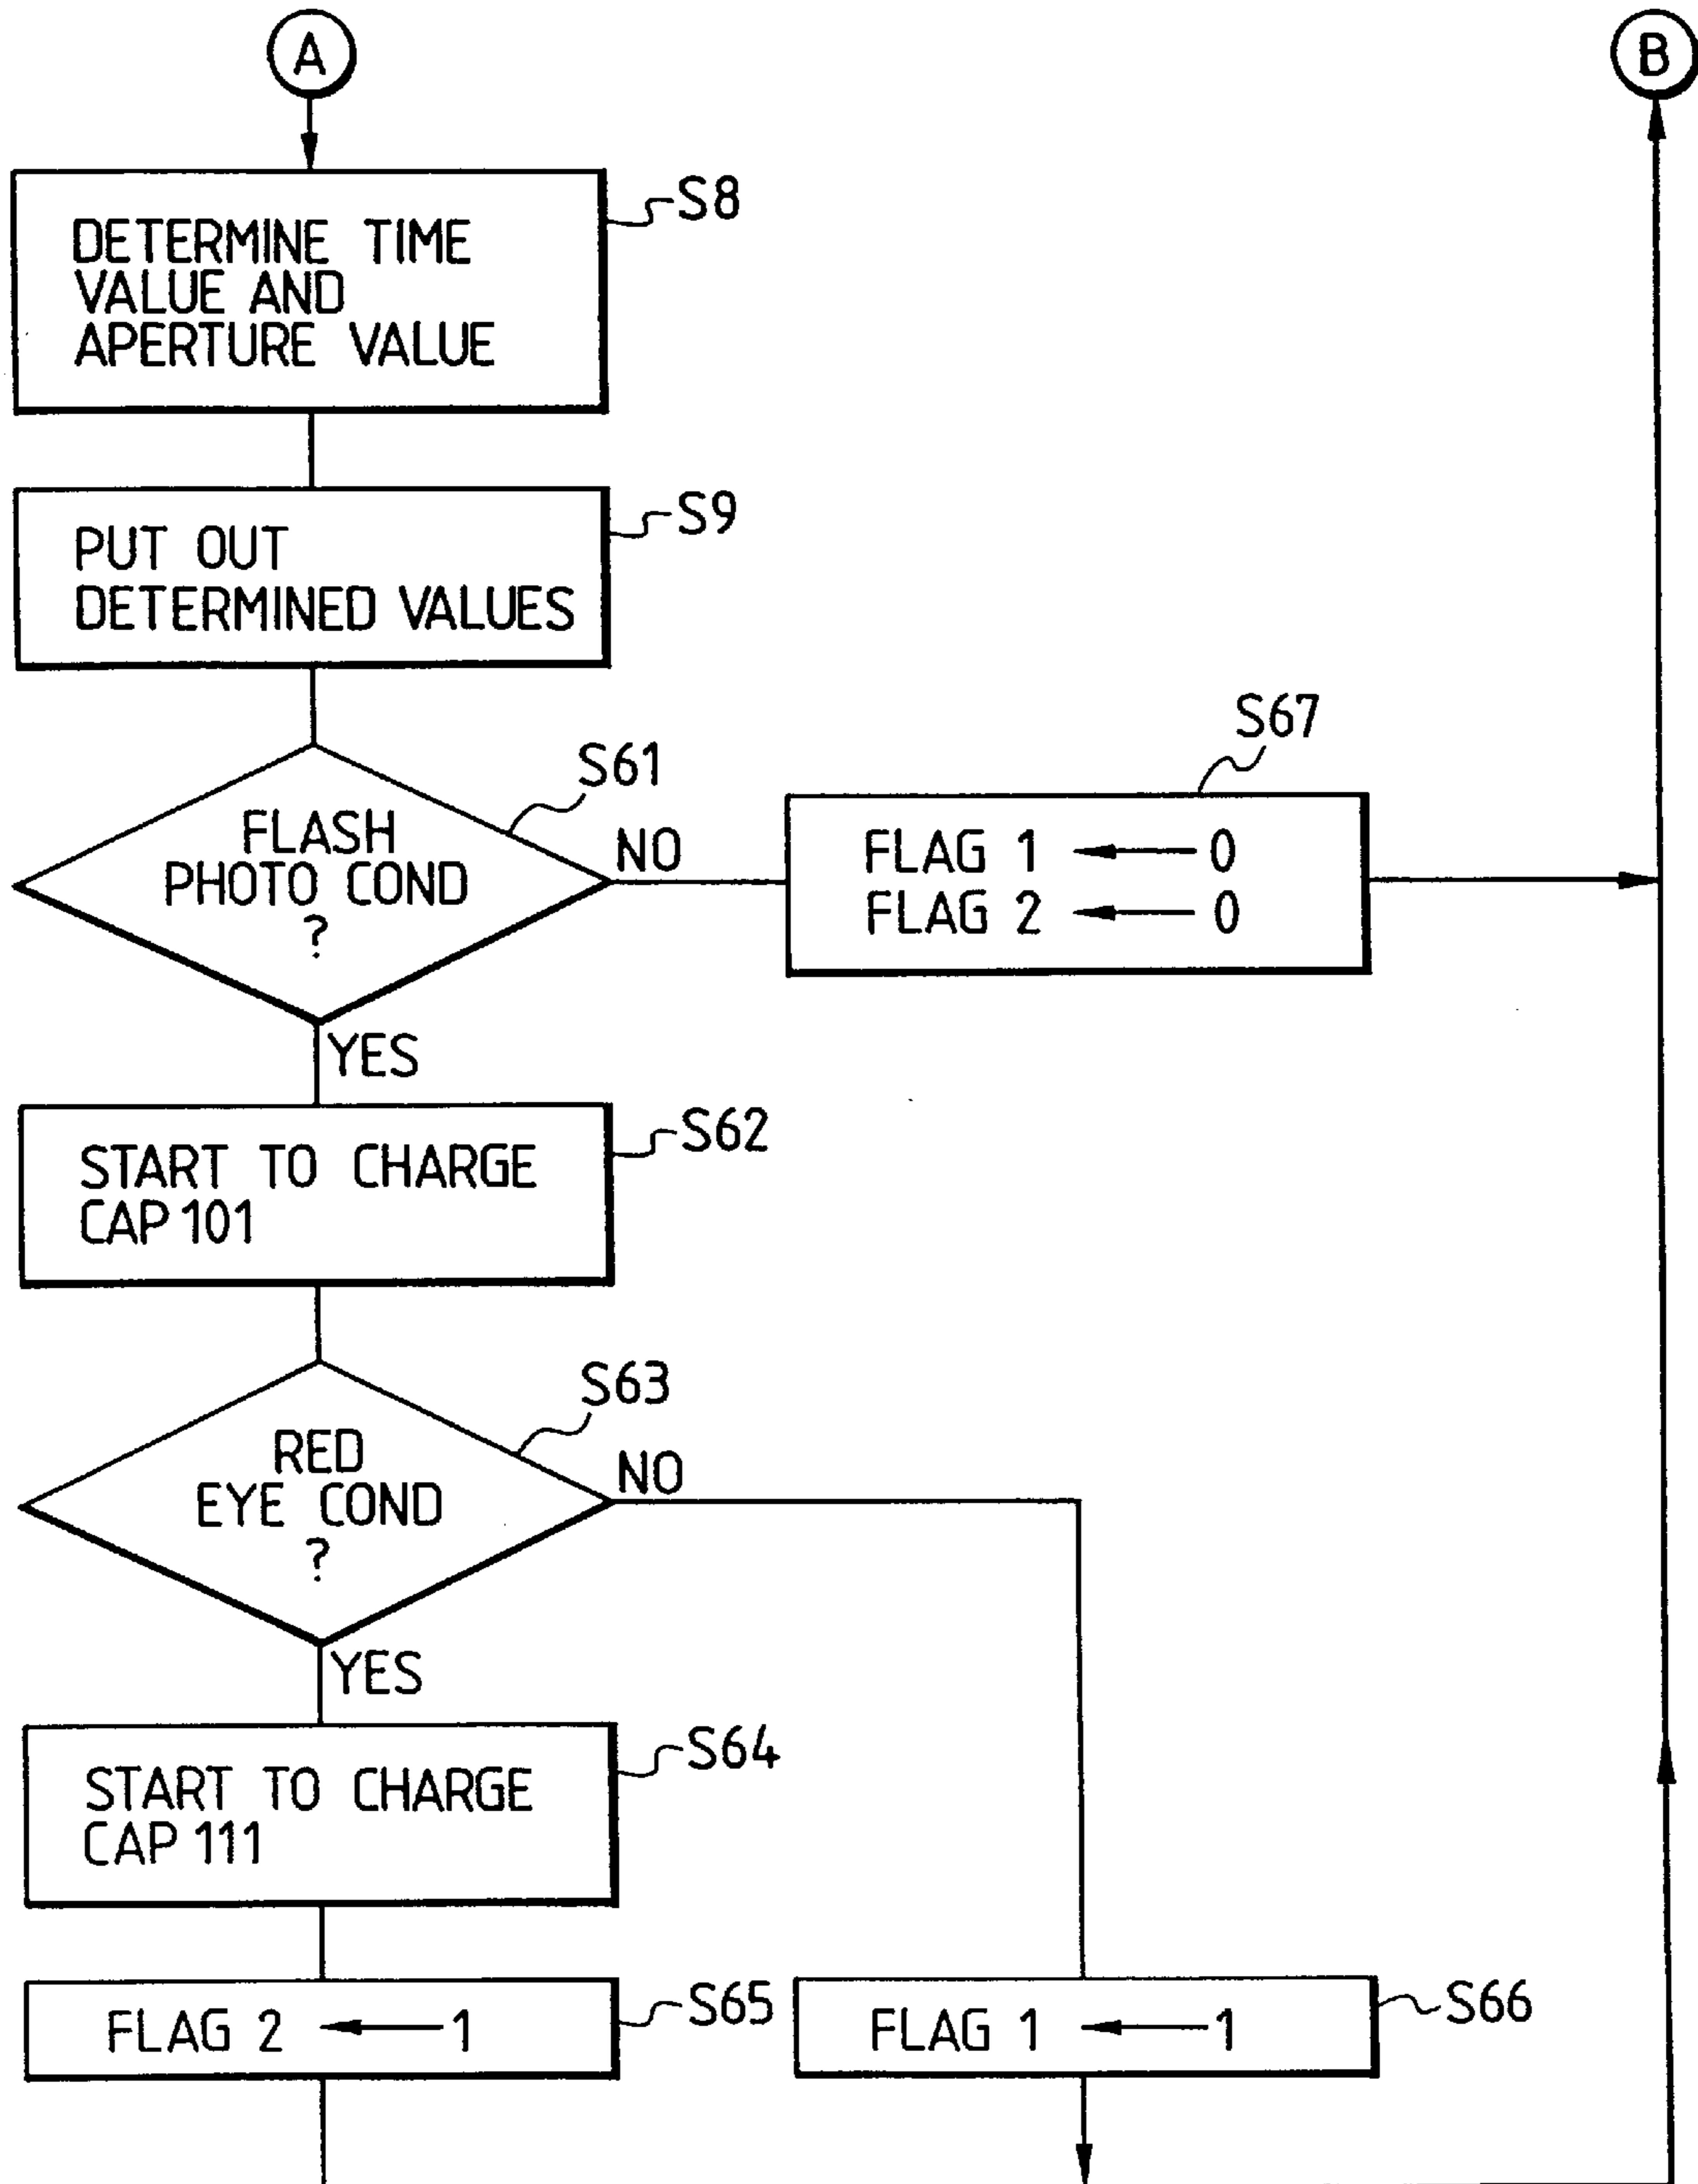 A
B
S8
DETERMINE TIME
VALUE AND
APERTURE VALUE
S9
PUT OUT
DETERMINED VALUES
S61
FLASH
PHOTO COND
?
NO
S67
FLAG 1 ← 0
FLAG 2 ← 0
YES
S62
START TO CHARGE
CAP 101
S63
RED
EYE COND
?
NO
YES
S64
START TO CHARGE
CAP 111
S65
FLAG 2 ← 1
S66
FLAG 1 ← 1